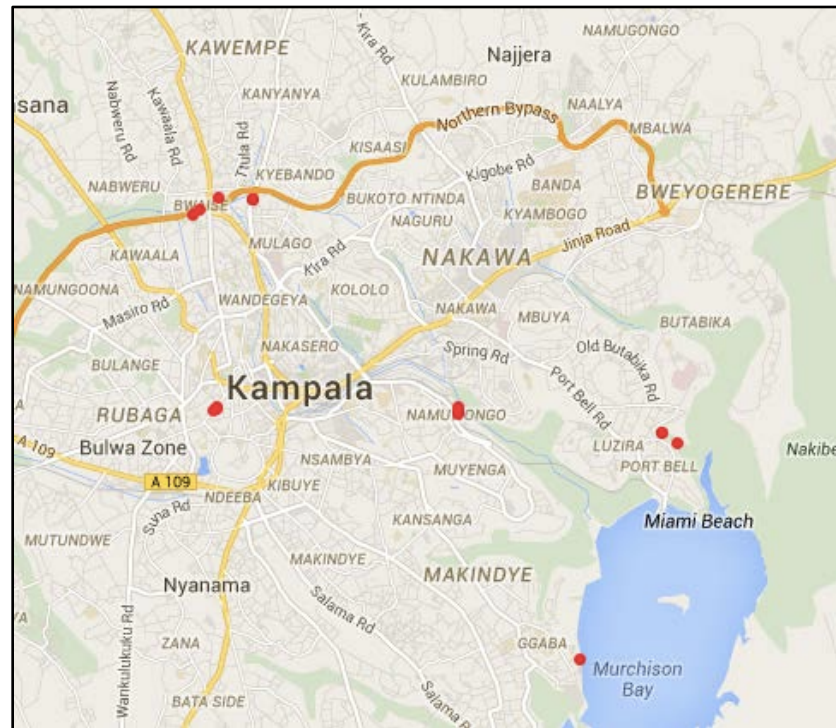 NAMUGONGO
KAWEMPE
Kira Rd
Najjera
KULAMBIRO
Nabweru Rd
Kawaala Rd
KANYANYA
NAALYA
asana
Northern Bypass
MBALWA
KISAASI
KYEBANDO
Kigobe Rd
NABWERU
BWAISE
BUKOTO NTINDA
BANDA
BWEYOGERERE
NAGURU
KYAMBOGO
MULAGO
Jinja Road
KAWAALA
Kira Rd
NAKAWA
NAMUNGOONA
KOLOLO
WANDEGEYA
Masiro Rd
NAKAWA
MBUYA
BUTABIKA
NAKASERO
Spring Rd
Old Butabika Rd
BULANGE
Port Bell Rd
Kampala
RUBAGA
A 109
Bulwa Zone
LUZIRA
NSAMBYA
PORT BELL
MUYENGA
A 109
KIBUYE
NDEEBA
Suna Rd
KANSANGA
Miami Beach
MUTUNDWE
MAKINDYE
MAKINDYE
Nyanama
Salama Rd
Wankulukuku Rd
ZANA
GGABA
Murchison
Bay
BATA SIDE
Salama Rd